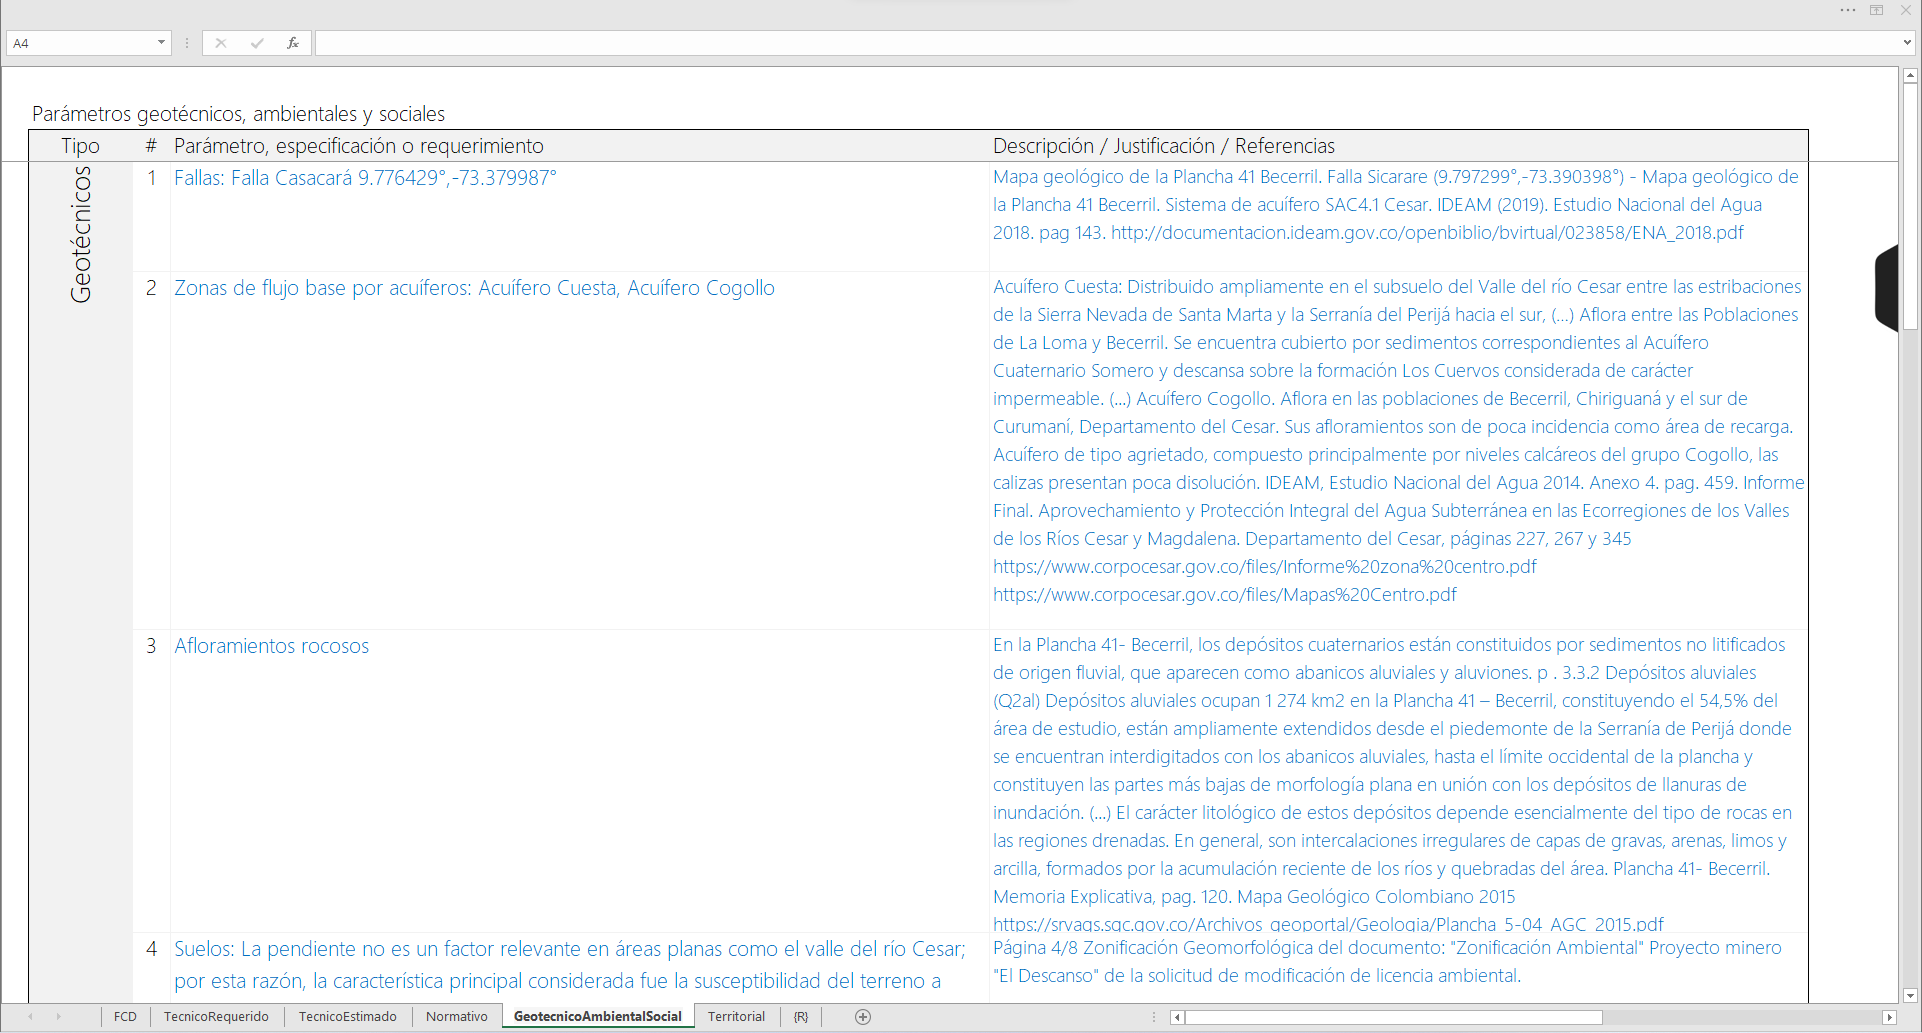 A4
fx
Parámetros geotécnicos, ambientales y sociales
Tipo # Parámetro, especificación o requerimiento Descripción / Justificación / Referencias
Geotécnicos
1 Fallas: Falla Casacará 9.776429°,-73.379987°
Mapa geológico de la Plancha 41 Becerril. Falla Sicarare (9.797299°,-73.390398°) - Mapa geológico de
la Plancha 41 Becerril. Sistema de acuífero SAC4.1 Cesar. IDEAM (2019). Estudio Nacional del Agua
2018. pag 143. http://documentacion.ideam.gov.co/openbiblio/bvirtual/023858/ENA_2018.pdf
2 Zonas de flujo base por acuíferos: Acuífero Cuesta, Acuífero Cogollo
Acuífero Cuesta: Distribuido ampliamente en el subsuelo del Valle del río Cesar entre las estribaciones
de la Sierra Nevada de Santa Marta y la Serranía del Perijá hacia el sur, (...) Aflora entre las Poblaciones
de La Loma y Becerril. Se encuentra cubierto por sedimentos correspondientes al Acuífero
Cuaternario Somero y descansa sobre la formación Los Cuervos considerada de carácter
impermeable. (...) Acuífero Cogollo. Aflora en las poblaciones de Becerril, Chiriguaná y el sur de
Curumaní, Departamento del Cesar. Sus afloramientos son de poca incidencia como área de recarga.
Acuífero de tipo agrietado, compuesto principalmente por niveles calcáreos del grupo Cogollo, las
calizas presentan poca disolución. IDEAM, Estudio Nacional del Agua 2014. Anexo 4. pag. 459. Informe
Final. Aprovechamiento y Protección Integral del Agua Subterránea en las Ecorregiones de los Valles
de los Ríos Cesar y Magdalena. Departamento del Cesar, páginas 227, 267 y 345
https://www.corpocesar.gov.co/files/Informe%20zona%20centro.pdf
https://www.corpocesar.gov.co/files/Mapas%20Centro.pdf
3 Afloramientos rocosos
En la Plancha 41- Becerril, los depósitos cuaternarios están constituidos por sedimentos no litificados
de origen fluvial, que aparecen como abanicos aluviales y aluviones. p . 3.3.2 Depósitos aluviales
(Q2al) Depósitos aluviales ocupan 1 274 km2 en la Plancha 41 – Becerril, constituyendo el 54,5% del
área de estudio, están ampliamente extendidos desde el piedemonte de la Serranía de Perijá donde
se encuentran interdigitados con los abanicos aluviales, hasta el límite occidental de la plancha y
constituyen las partes más bajas de morfología plana en unión con los depósitos de llanuras de
inundación. (...) El carácter litológico de estos depósitos depende esencialmente del tipo de rocas en
las regiones drenadas. En general, son intercalaciones irregulares de capas de gravas, arenas, limos y
arcilla, formados por la acumulación reciente de los ríos y quebradas del área. Plancha 41- Becerril.
Memoria Explicativa, pag. 120. Mapa Geológico Colombiano 2015
https://srvags.sgc.gov.co/Archivos_geoportal/Geologia/Plancha_5-04_AGC_2015.pdf
4 Suelos: La pendiente no es un factor relevante en áreas planas como el valle del río Cesar;
por esta razón, la característica principal considerada fue la susceptibilidad del terreno a
Página 4/8 Zonificación Geomorfológica del documento: "Zonificación Ambiental" Proyecto minero
"El Descanso" de la solicitud de modificación de licencia ambiental.
FCD TecnicoRequerido TecnicoEstimado Normativo GeotecnicoAmbientalSocial Territorial {R}